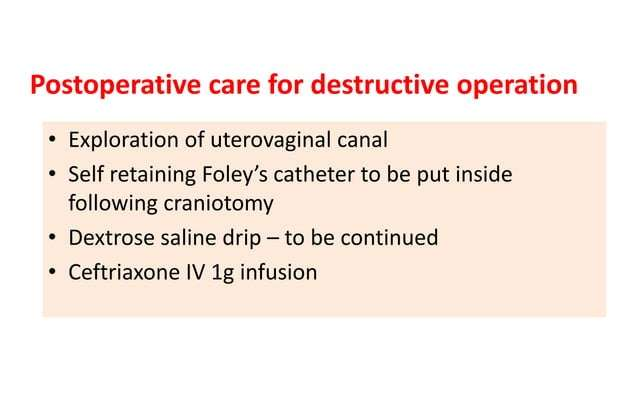 Postoperative care for destructive operation
• Exploration of uterovaginal canal
• Self retaining Foley’s catheter to be put inside
following craniotomy
• Dextrose saline drip – to be continued
• Ceftriaxone IV 1g infusion